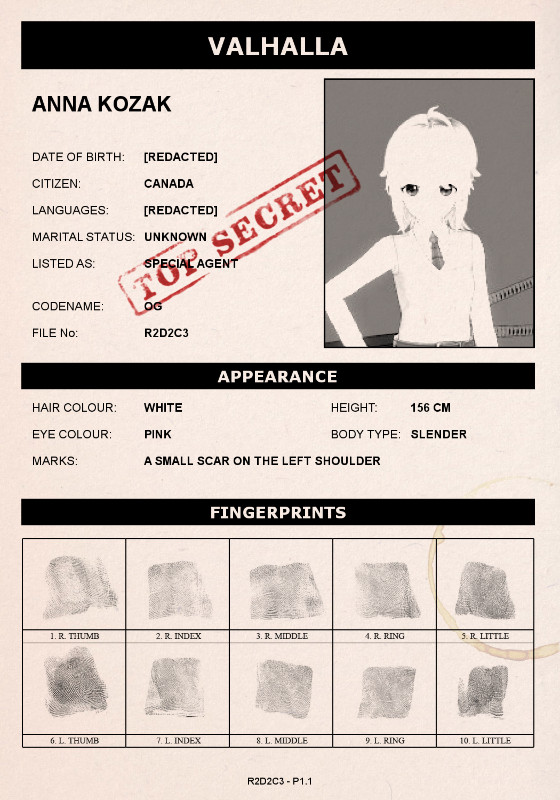 VALHALLA
ANNA KOZAK
DATE OF BIRTH: [REDACTED]
CITIZEN: CANADA
LANGUAGES: [REDACTED]
MARITAL STATUS: UNKNOWN
LISTED AS: SPECIAL AGENT
TOP SECRET
CODENAME: OG
FILE No: R2D2C3
APPEARANCE
HAIR COLOUR: WHITE HEIGHT: 156 CM
EYE COLOUR: PINK BODY TYPE: SLENDER
MARKS: A SMALL SCAR ON THE LEFT SHOULDER
FINGERPRINTS
1. R. THUMB 2. R. INDEX 3. R. MIDDLE 4. R. RING 5. R. LITTLE
6. L. THUMB 7. L. INDEX 8. L. MIDDLE 9. L. RING 10. L. LITTLE
R2D2C3 - P1.1